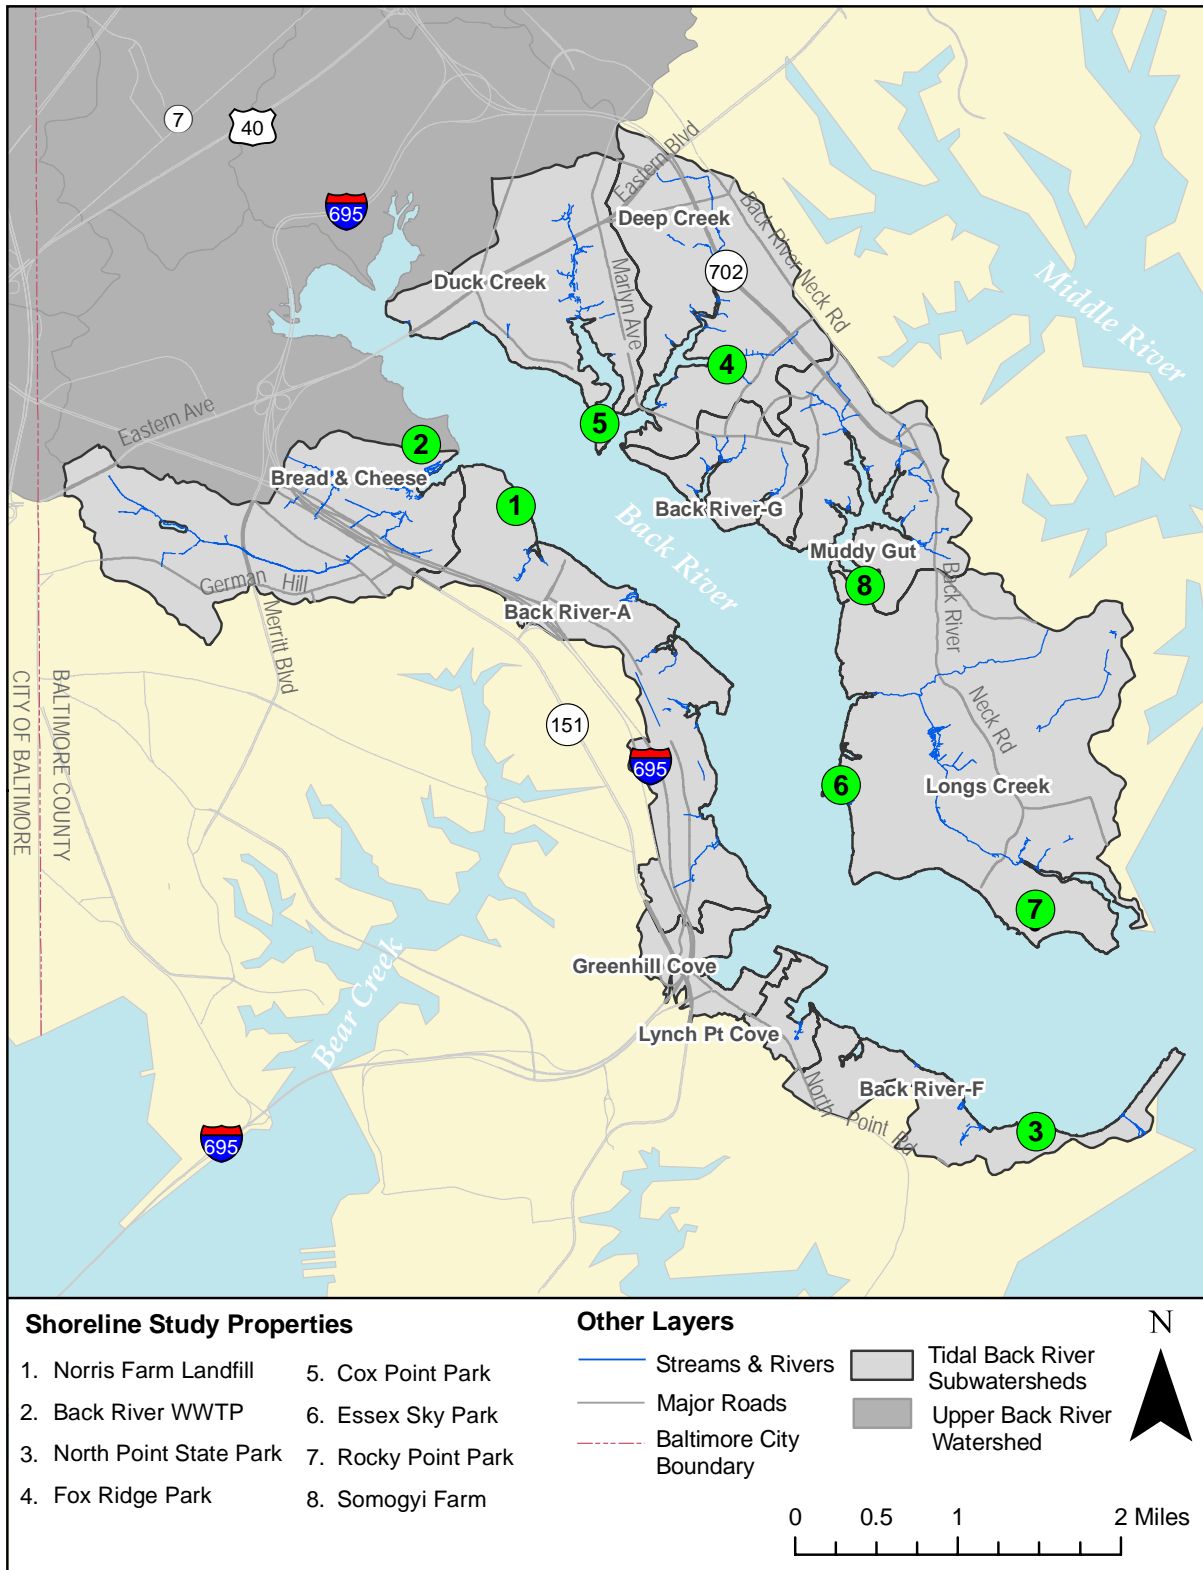 7
40
695
Eastern Blvd
Deep Creek
Back River Neck Rd
702
Duck Creek
Marlyn Ave
Middle River
4
5
Eastern Ave
2
Bread & Cheese
1
Back River-G
Back River
Muddy Gut
8
German Hill
Back River-A
Back River
Merritt Blvd
BALTIMORE COUNTY
CITY OF BALTIMORE
151
Neck Rd
695
6
Longs Creek
7
Bear Creek
Greenhill Cove
Lynch Pt Cove
Back River-F
North Point Rd
3
695
Shoreline Study Properties
1. Norris Farm Landfill
2. Back River WWTP
3. North Point State Park
4. Fox Ridge Park
5. Cox Point Park
6. Essex Sky Park
7. Rocky Point Park
8. Somogyi Farm
Other Layers
Streams & Rivers
Major Roads
Baltimore City
Boundary
Tidal Back River
Subwatersheds
Upper Back River
Watershed
N
0 0.5 1 2 Miles